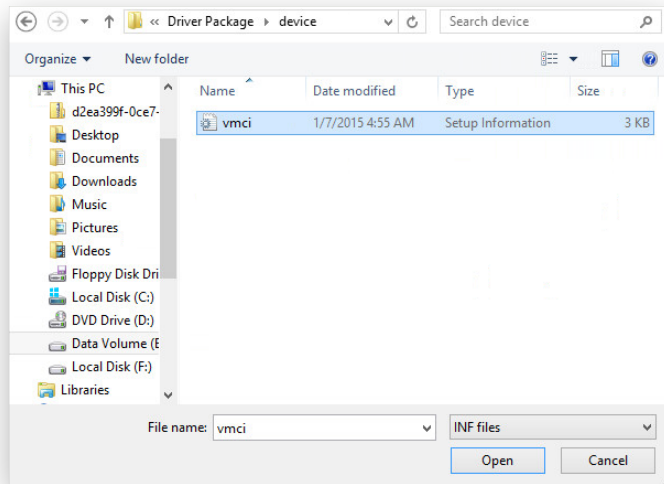 « Driver Package device
Search device
Organize New folder
Name Date modified Type Size
vmci 1/7/2015 4:55 AM Setup Information 3 KB
This PC
d2ea399f-0ce7-
Desktop
Documents
Downloads
Music
Pictures
Videos
Floppy Disk Dri
Local Disk (C:)
DVD Drive (D:)
Data Volume (E
Local Disk (F:)
Libraries
File name: vmci INF files
Open Cancel